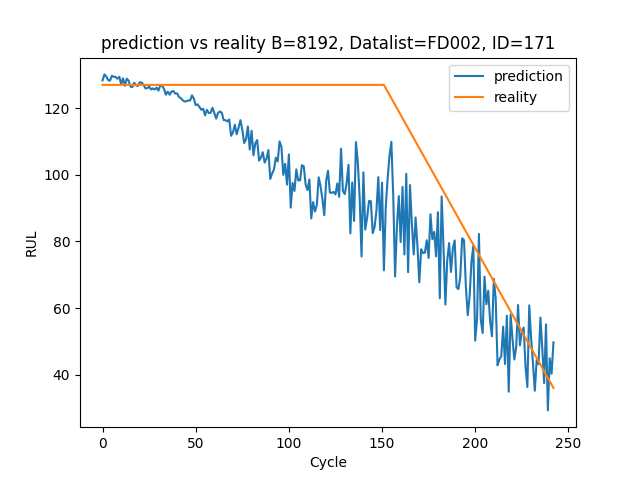 prediction vs reality B=8192, Datalist=FD002, ID=171
prediction
reality
RUL
120
100
80
60
40
0
50
100
150
200
250
Cycle